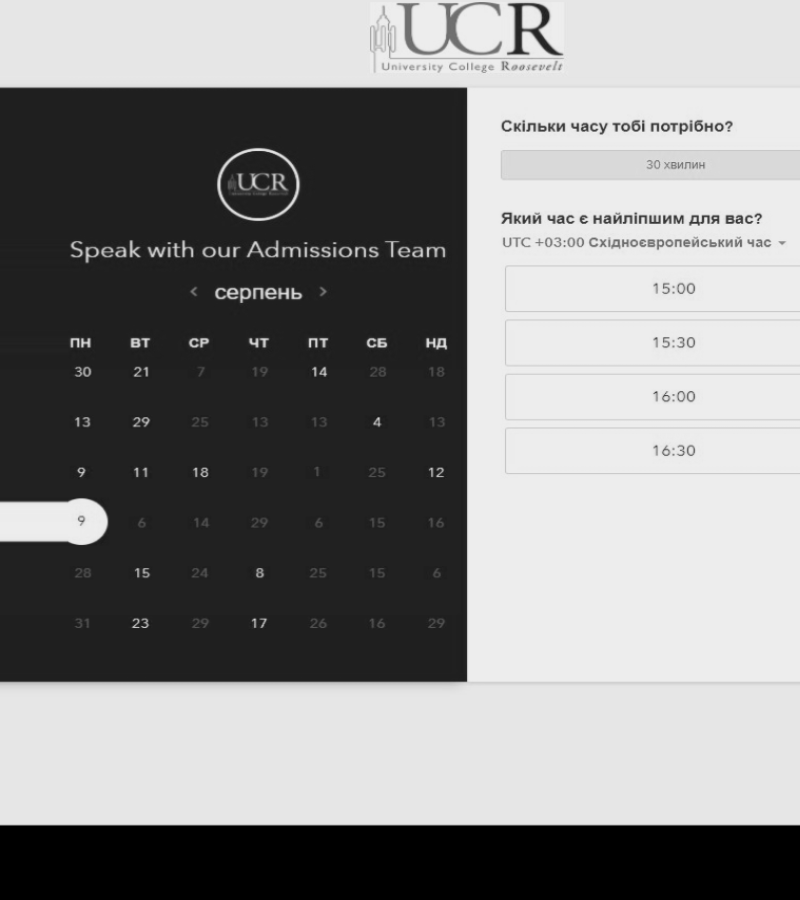 UCR
University College Roosevelt
UCR
Speak with our Admissions Team
серпень
ПН ВТ СР ЧТ ПТ СБ НД
30 21 7 19 14 28 18
13 29 25 13 13 4 13
9 11 18 19 1 25 12
9 6 14 29 6 15 16
28 15 24 8 25 15 6
31 23 29 17 26 16 29
Скільки часу тобі потрібно?
30 хвилин
Який час є найліпшим для вас?
UTC +03:00 Східноєвропейський час
15:00
15:30
16:00
16:30